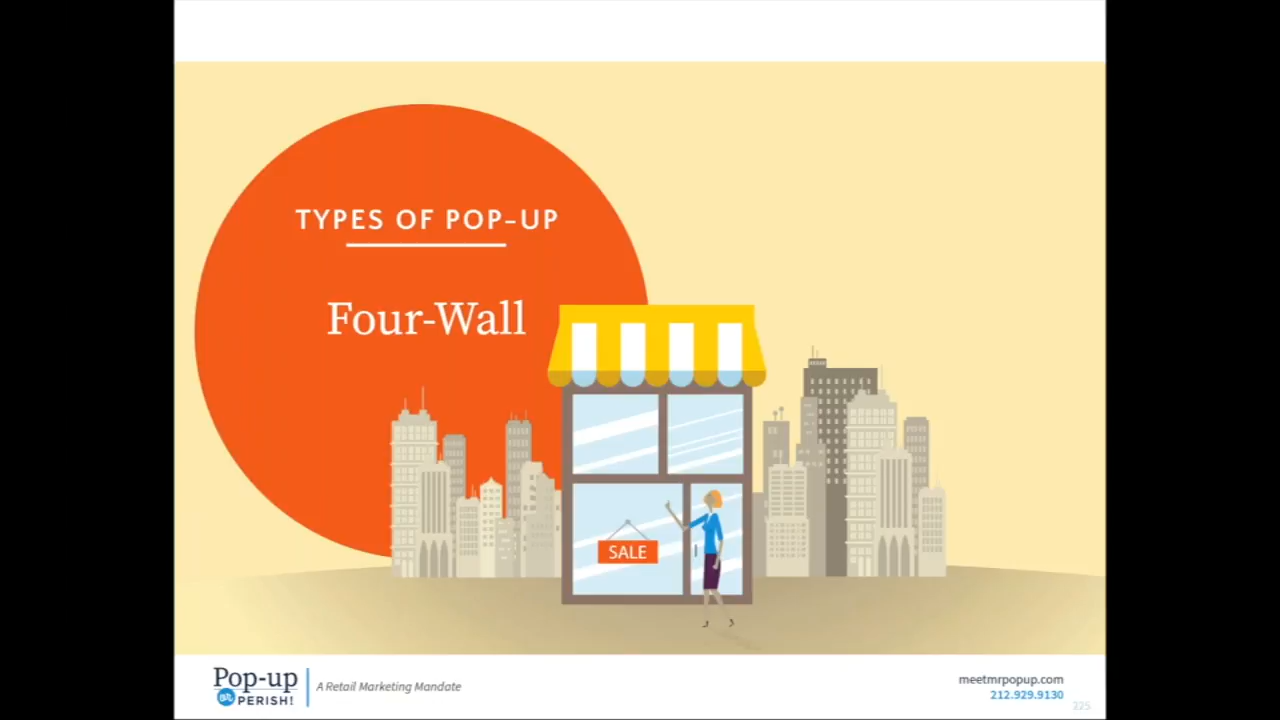 TYPES OF POP-UP
Four-Wall
SALE
Pop-up
or PERISH!
A Retail Marketing Mandate
meetmrpopup.com
212.929.9130
225